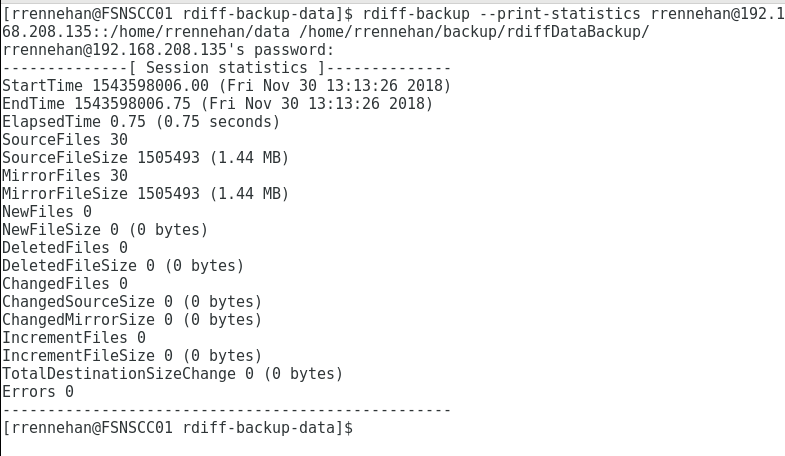 [rrennehan@FSNSCC01 rdiff-backup-data]$ rdiff-backup --print-statistics rrennehan@192.1
68.208.135::/home/rrennehan/data /home/rrennehan/backup/rdiffDataBackup/
rrennehan@192.168.208.135's password:
--------------[ Session statistics ]--------------
StartTime 1543598006.00 (Fri Nov 30 13:13:26 2018)
EndTime 1543598006.75 (Fri Nov 30 13:13:26 2018)
ElapsedTime 0.75 (0.75 seconds)
SourceFiles 30
SourceFileSize 1505493 (1.44 MB)
MirrorFiles 30
MirrorFileSize 1505493 (1.44 MB)
NewFiles 0
NewFileSize 0 (0 bytes)
DeletedFiles 0
DeletedFileSize 0 (0 bytes)
ChangedFiles 0
ChangedSourceSize 0 (0 bytes)
ChangedMirrorSize 0 (0 bytes)
IncrementFiles 0
IncrementFileSize 0 (0 bytes)
TotalDestinationSizeChange 0 (0 bytes)
Errors 0
--------------------------------------------------
[rrennehan@FSNSCC01 rdiff-backup-data]$